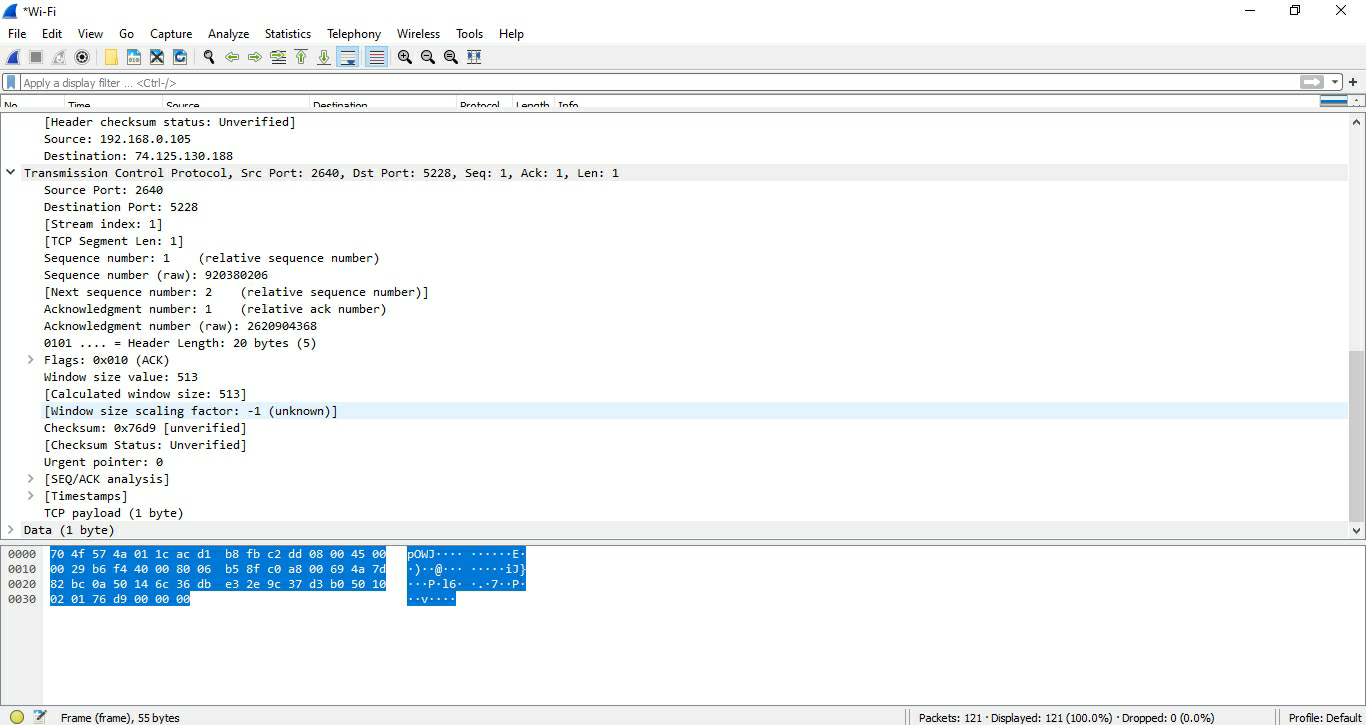 *Wi-Fi
File Edit View Go Capture Analyze Statistics Telephony Wireless Tools Help
Apply a display filter ... <Ctrl-/>
No. Time Source Destination Protocol Length Info
[Header checksum status: Unverified]
Source: 192.168.0.105
Destination: 74.125.130.188
Transmission Control Protocol, Src Port: 2640, Dst Port: 5228, Seq: 1, Ack: 1, Len: 1
Source Port: 2640
Destination Port: 5228
[Stream index: 1]
[TCP Segment Len: 1]
Sequence number: 1    (relative sequence number)
Sequence number (raw): 920380206
[Next sequence number: 2    (relative sequence number)]
Acknowledgment number: 1    (relative ack number)
Acknowledgment number (raw): 2620904368
0101 .... = Header Length: 20 bytes (5)
Flags: 0x010 (ACK)
Window size value: 513
[Calculated window size: 513]
[Window size scaling factor: -1 (unknown)]
Checksum: 0x76d9 [unverified]
[Checksum Status: Unverified]
Urgent pointer: 0
[SEQ/ACK analysis]
[Timestamps]
TCP payload (1 byte)
Data (1 byte)
0000 70 4f 57 4a 01 1c ac d1 b8 fb c2 dd 08 00 45 00 pOWJ···· ······E·
0010 00 29 b6 f4 40 00 80 06 b5 8f c0 a8 00 69 4a 7d ·)··@··· ·····iJ}
0020 82 bc 0a 50 14 6c 36 db e3 2e 9c 37 d3 b0 50 10 ···P·l6· ·.·7··P·
0030 02 01 76 d9 00 00 00 ··v····
Frame (frame), 55 bytes
Packets: 121 · Displayed: 121 (100.0%) · Dropped: 0 (0.0%)
Profile: Default